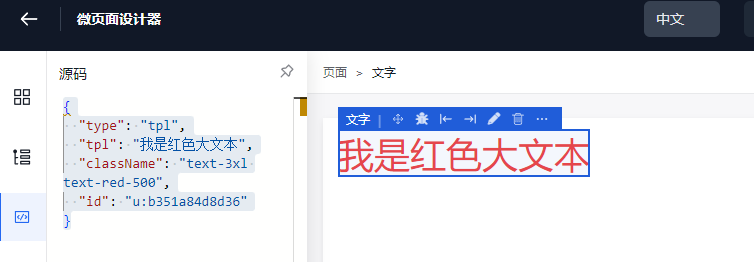 微页面设计器
中文
源码
{
"type": "tpl",
"tpl": "我是红色大文本",
"className": "text-3xl
text-red-500",
"id": "u:b351a84d8d36"
}
页面 > 文字
文字
我是红色大文本